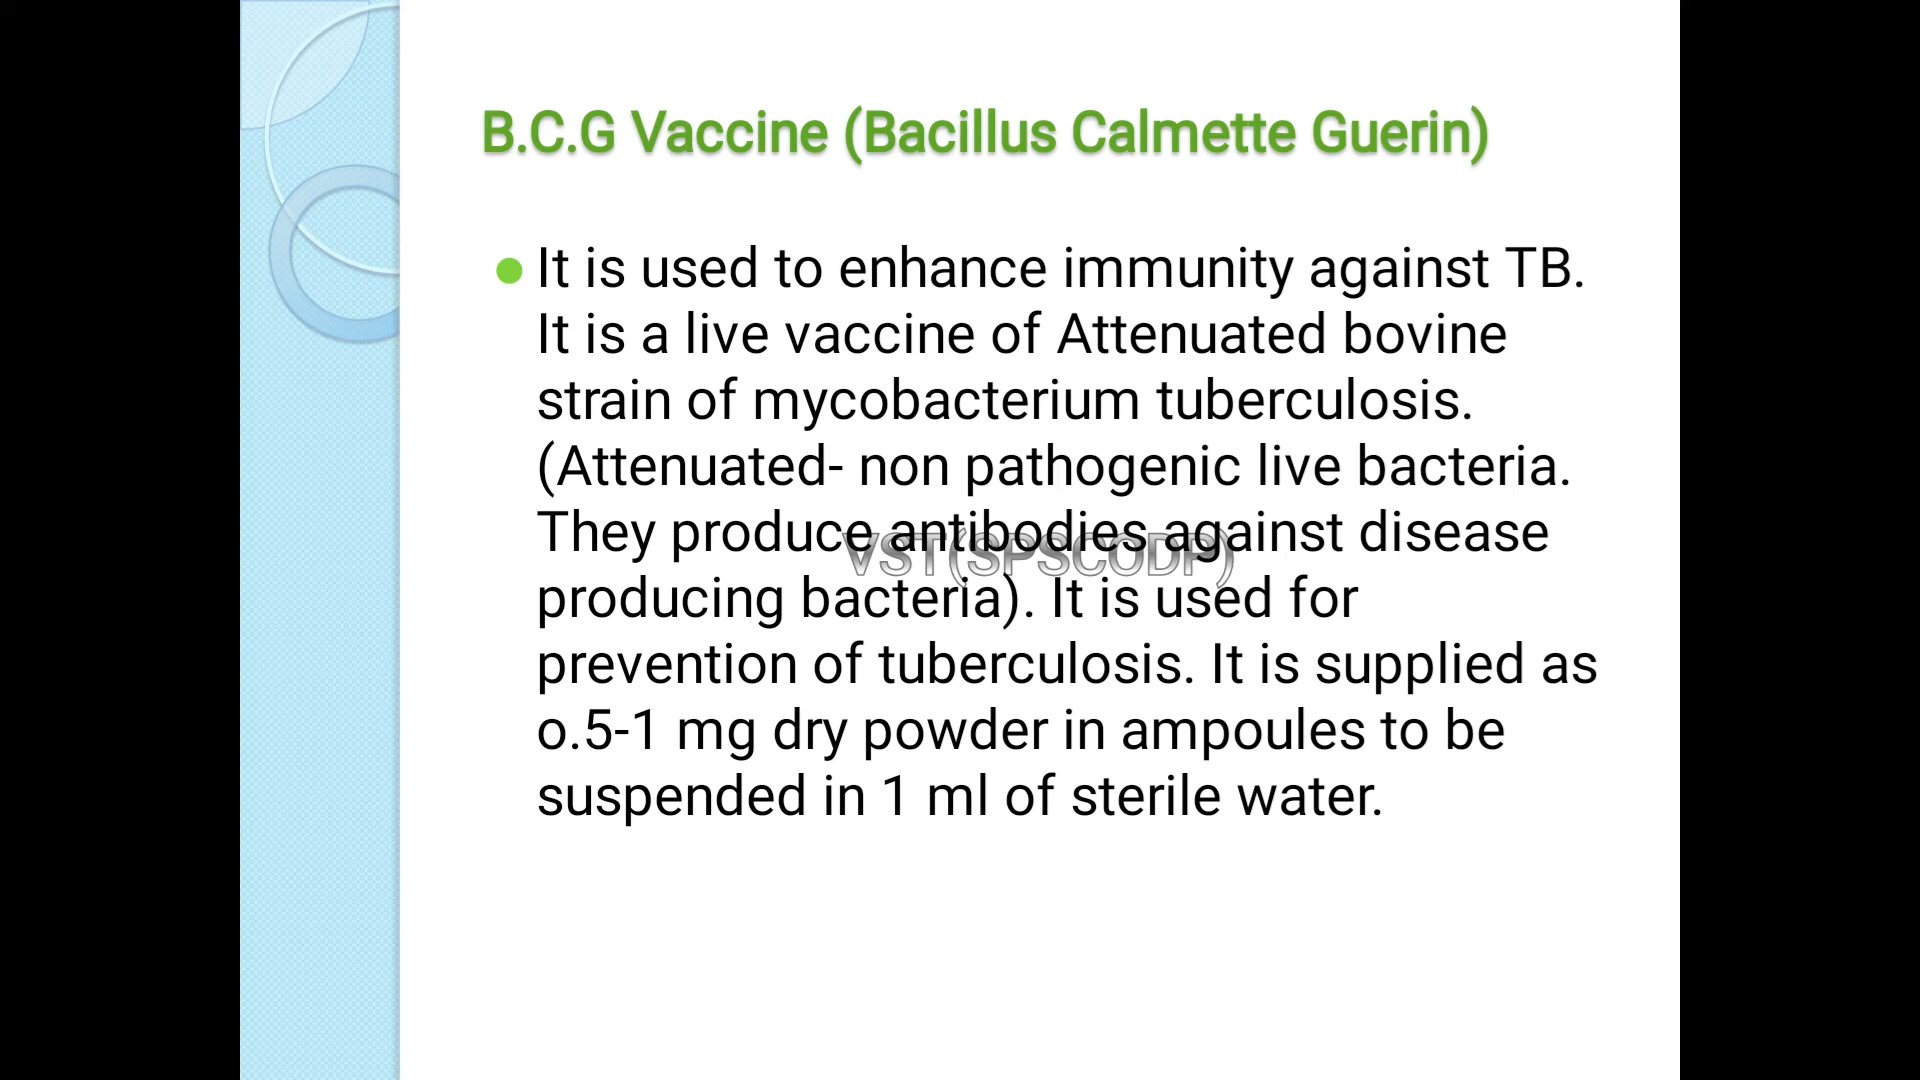 B.C.G Vaccine (Bacillus Calmette Guerin)
It is used to enhance immunity against TB.
It is a live vaccine of Attenuated bovine
strain of mycobacterium tuberculosis.
(Attenuated- non pathogenic live bacteria.
They produce antibodies against disease
VST(SPSCODP)
producing bacteria). It is used for
prevention of tuberculosis. It is supplied as
o.5-1 mg dry powder in ampoules to be
suspended in 1 ml of sterile water.